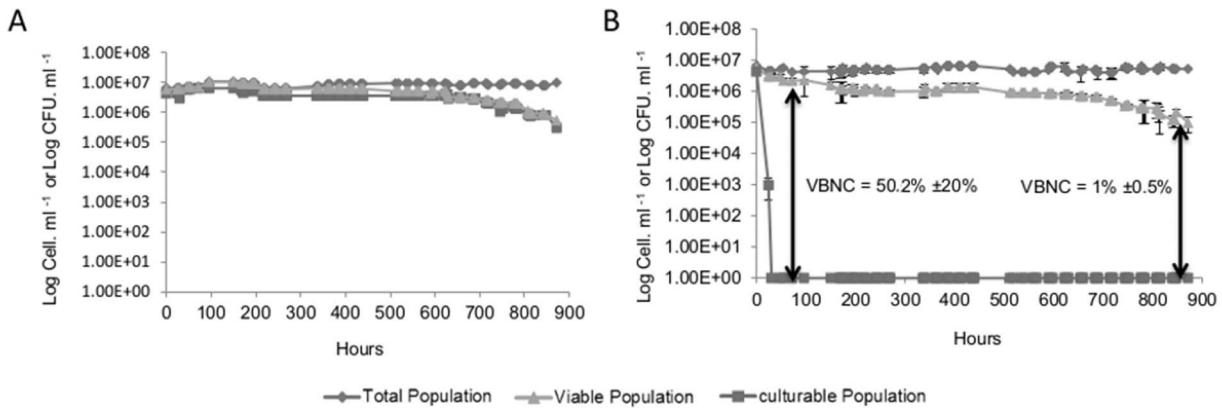 A
Log Cell. ml -1 or Log CFU. ml -1
1.00E+08
1.00E+07
1.00E+06
1.00E+05
1.00E+04
1.00E+03
1.00E+02
1.00E+01
1.00E+00
0 100 200 300 400 500 600 700 800 900
Hours
B
Log Cell. ml -1 or Log CFU. ml -1
1.00E+08
1.00E+07
1.00E+06
1.00E+05
1.00E+04
1.00E+03
1.00E+02
1.00E+01
1.00E+00
VBNC = 50.2% ±20%
VBNC = 1% ±0.5%
0 100 200 300 400 500 600 700 800 900
Hours
Total Population Viable Population culturable Population